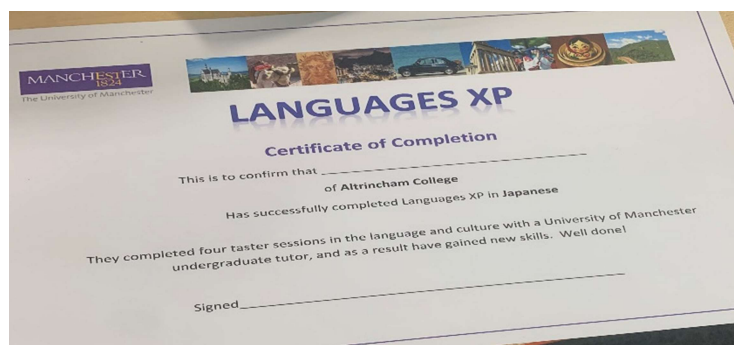 MANCHESTER
1824
The University of Manchester
LANGUAGES XP
Certificate of Completion
This is to confirm that
of Altrincham College
Has successfully completed Languages XP in Japanese
They completed four taster sessions in the language and culture with a University of Manchester
undergraduate tutor, and as a result have gained new skills. Well done!
Signed